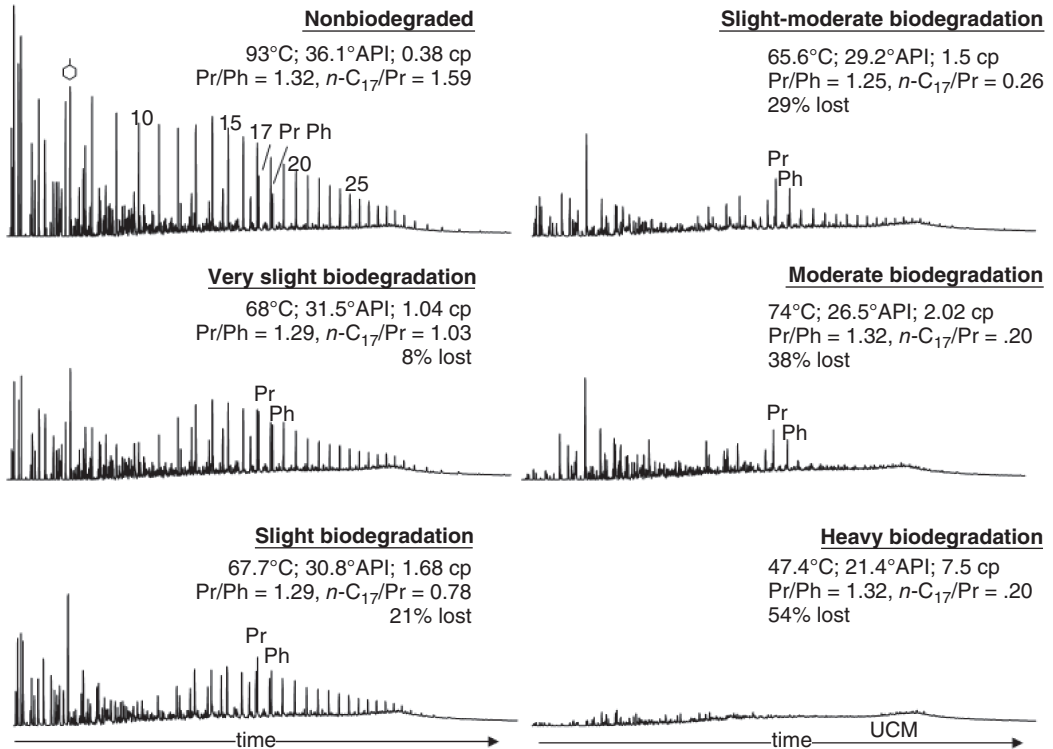 Nonbiodegraded
93°C; 36.1°API; 0.38 cp
Pr/Ph = 1.32, n-C17/Pr = 1.59
10
15
17 Pr Ph
20
25
Very slight biodegradation
68°C; 31.5°API; 1.04 cp
Pr/Ph = 1.29, n-C17/Pr = 1.03
8% lost
Pr
Ph
Slight biodegradation
67.7°C; 30.8°API; 1.68 cp
Pr/Ph = 1.29, n-C17/Pr = 0.78
21% lost
Pr
Ph
time
Slight-moderate biodegradation
65.6°C; 29.2°API; 1.5 cp
Pr/Ph = 1.25, n-C17/Pr = 0.26
29% lost
Pr
Ph
Moderate biodegradation
74°C; 26.5°API; 2.02 cp
Pr/Ph = 1.32, n-C17/Pr = .20
38% lost
Pr
Ph
Heavy biodegradation
47.4°C; 21.4°API; 7.5 cp
Pr/Ph = 1.32, n-C17/Pr = .20
54% lost
UCM
time